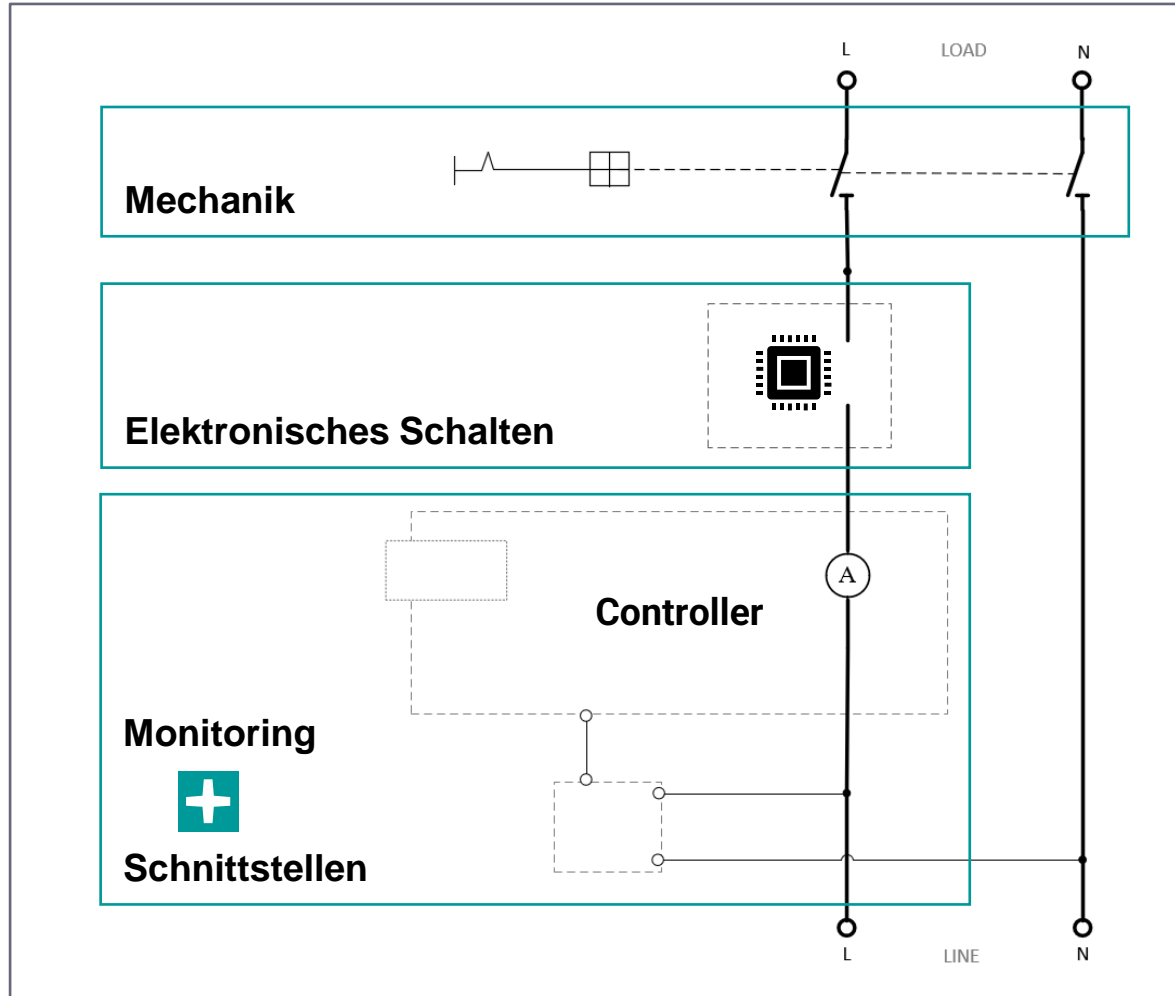 L LOAD N
Mechanik
Elektronisches Schalten
A
Controller
Monitoring
Schnittstellen
L LINE N